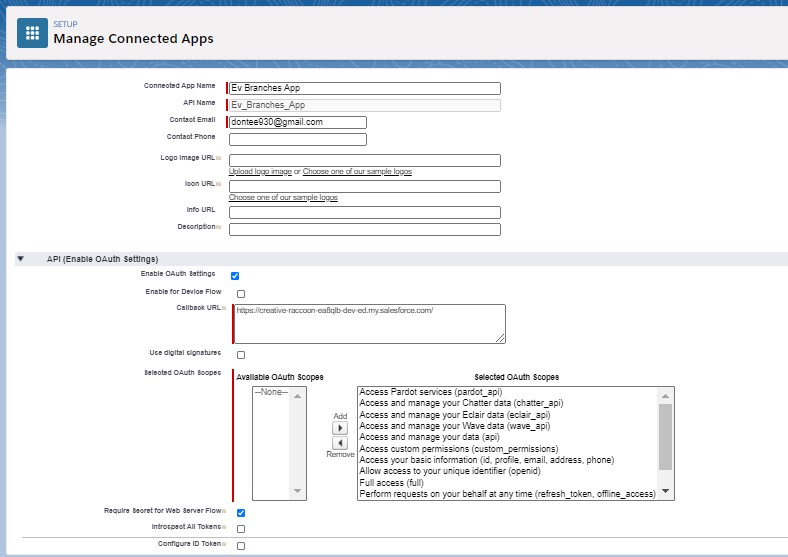 SETUP
Manage Connected Apps
Connected App Name Ev Branches App
API Name Ev_Branches_App
Contact Email dontee930@gmail.com
Contact Phone
Logo Image URL
Upload logo image or Choose one of our sample logos
Icon URL
Choose one of our sample logos
Info URL
Description
API (Enable OAuth Settings)
Enable OAuth Settings
Enable for Device Flow
Callback URL https://creative-raccoon-ea8qlb-dev-ed.my.salesforce.com/
Use digital signatures
Selected OAuth Scopes
Available OAuth Scopes
--None--
Add
Remove
Selected OAuth Scopes
Access Pardot services (pardot_api)
Access and manage your Chatter data (chatter_api)
Access and manage your Eclair data (eclair_api)
Access and manage your Wave data (wave_api)
Access and manage your data (api)
Access custom permissions (custom_permissions)
Access your basic information (id, profile, email, address, phone)
Allow access to your unique identifier (openid)
Full access (full)
Perform requests on your behalf at any time (refresh_token, offline_access)
Require Secret for Web Server Flow
Introspect All Tokens
Configure ID Token